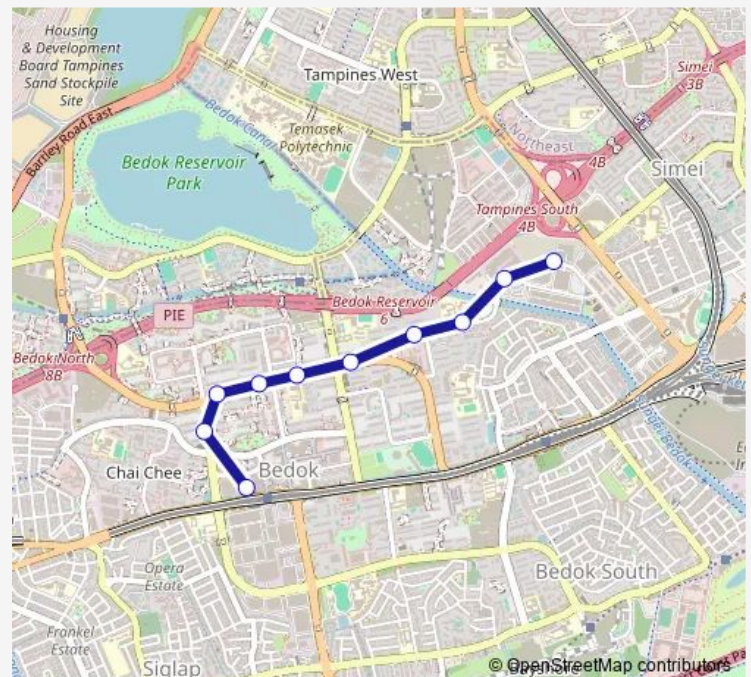 Housing
& Development
Board Tampines
Sand Stockpile
Site
Tampines West
Simei
3B
Bartley Road East
Bedok Canal
Temasek
Polytechnic
Northeast
4B
Bedok Reservoir
Park
Simei
Tampines South
4B
PIE
Bedok Reservoir
6
Bedok North
8B
Chai Chee
Bedok
Sungei Bedok
Opera
Estate
Bedok South
Frankel
Estate
Siglap
© OpenStreetMap contributors